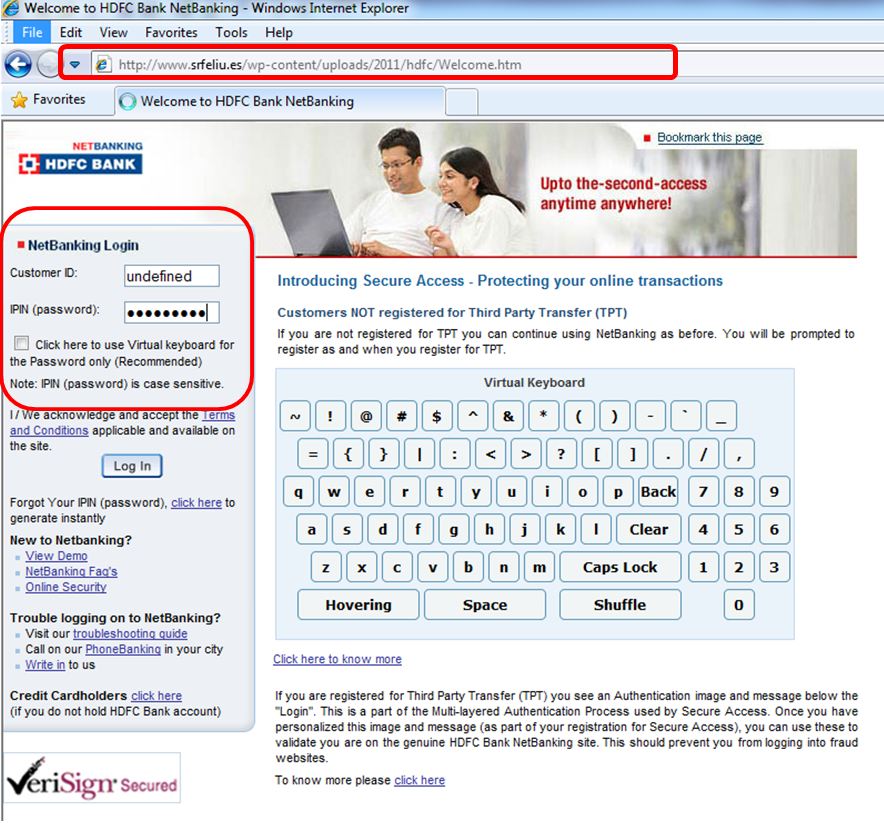 Welcome to HDFC Bank NetBanking - Windows Internet Explorer
File Edit View Favorites Tools Help
http://www.srfeliu.es/wp-content/uploads/2011/hdfc/Welcome.htm
Favorites Welcome to HDFC Bank NetBanking
Bookmark this page
NETBANKING
HDFC BANK
Upto the-second-access
anytime anywhere!
NetBanking Login
Customer ID: undefined
IPIN (password): •••••••••
Click here to use Virtual keyboard for
the Password only (Recommended)
Note: IPIN (password) is case sensitive.
I / We acknowledge and accept the Terms
and Conditions applicable and available on
the site.
Log In
Forgot Your IPIN (password), click here to
generate instantly
New to Netbanking?
View Demo
NetBanking Faq's
Online Security
Trouble logging on to NetBanking?
Visit our troubleshooting guide
Call on our PhoneBanking in your city
Write in to us
Credit Cardholders click here
(if you do not hold HDFC Bank account)
VeriSign Secured
Introducing Secure Access - Protecting your online transactions
Customers NOT registered for Third Party Transfer (TPT)
If you are not registered for TPT you can continue using NetBanking as before. You will be prompted to
register as and when you register for TPT.
Virtual Keyboard
~ ! @ # $ ^ & * ( ) - ` _
= { } | : < > ? [ ] . / ,
q w e r t y u i o p Back 7 8 9
a s d f g h j k l Clear 4 5 6
z x c v b n m Caps Lock 1 2 3
Hovering Space Shuffle 0
Click here to know more
If you are registered for Third Party Transfer (TPT) you see an Authentication image and message below the
"Login". This is a part of the Multi-layered Authentication Process used by Secure Access. Once you have
personalized this image and message (as part of your registration for Secure Access), you can use these to
validate you are on the genuine HDFC Bank NetBanking site. This should prevent you from logging into fraud
websites.
To know more please click here